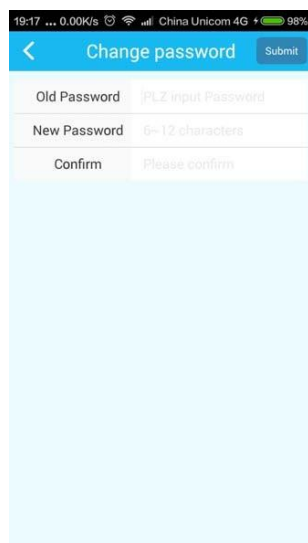 19:17 ... 0.00K/s China Unicom 4G 98%
Change password Submit
Old Password PLZ input Password
New Password 6~12 characters
Confirm Please confirm